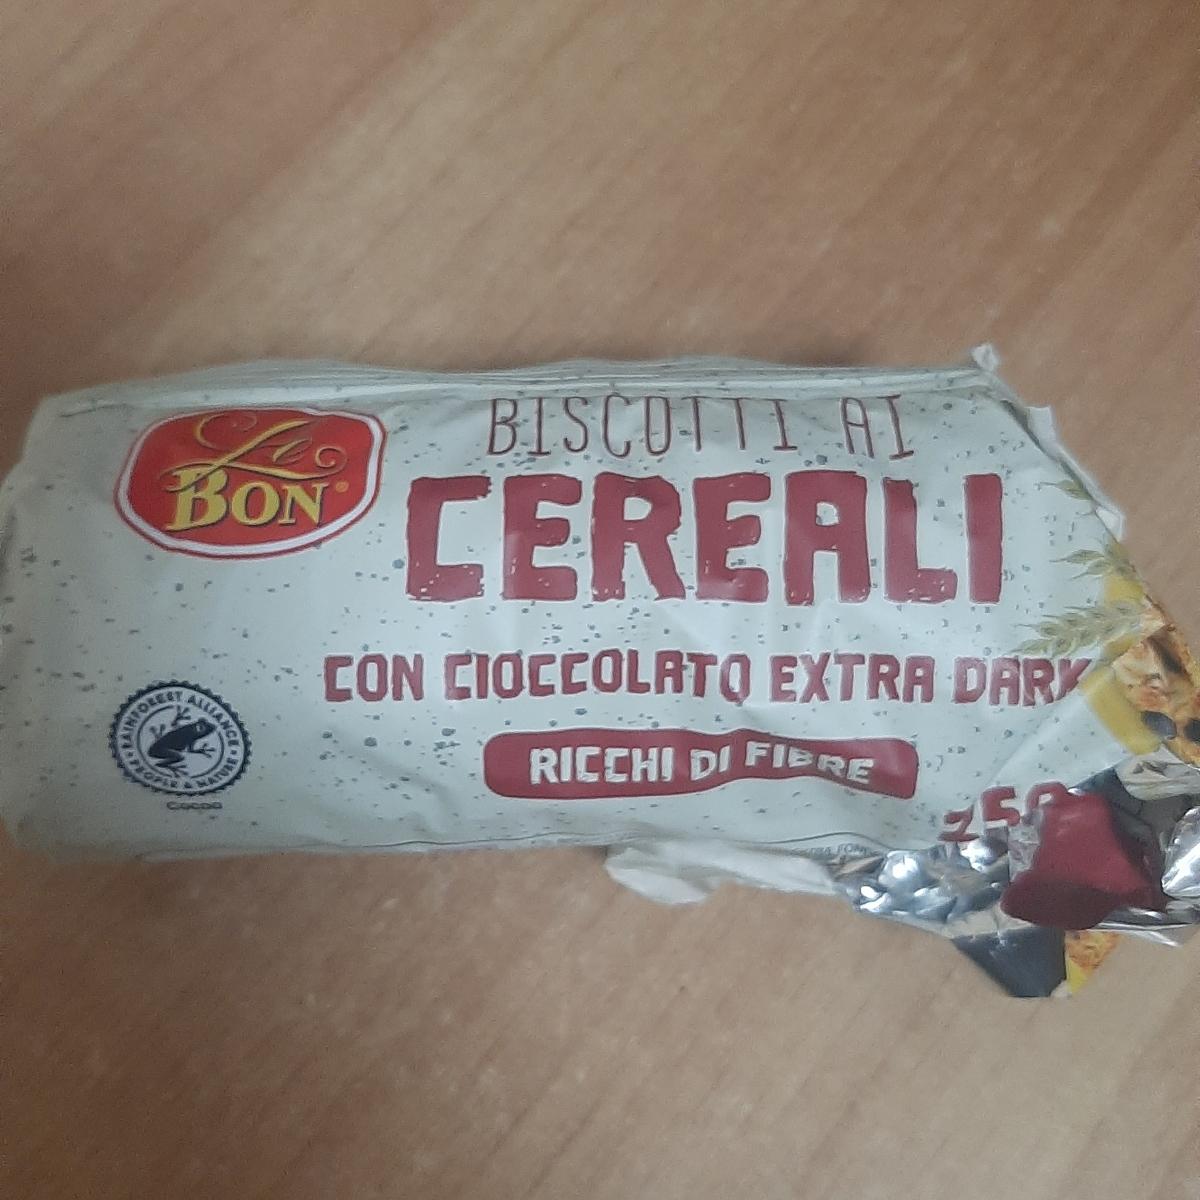 Le
BON®
BISCOTTI AI
CEREALI
CON CIOCCOLATO EXTRA DARK
RICCHI DI FIBRE
RAINFOREST ALLIANCE
PEOPLE & NATURE
Cocoa